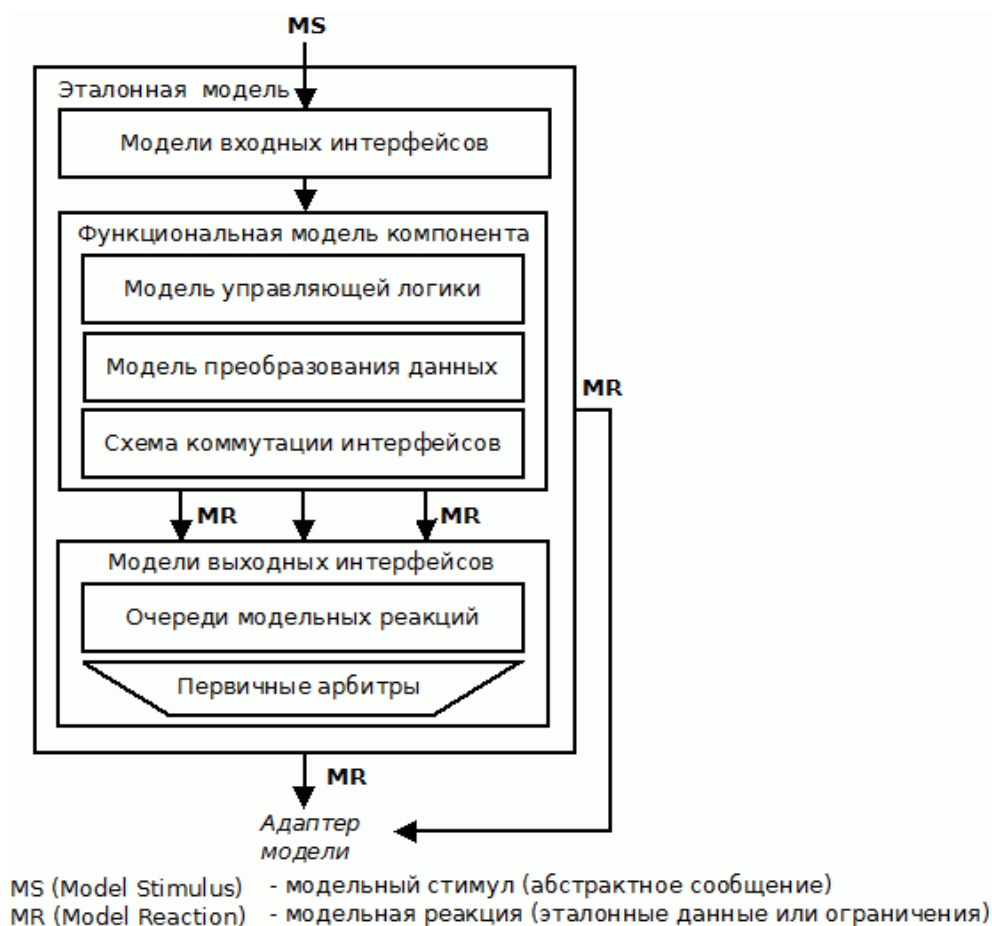 MS
Эталонная модель
Модели входных интерфейсов
Функциональная модель компонента
Модель управляющей логики
Модель преобразования данных
MR
Схема коммутации интерфейсов
MR
MR
Модели выходных интерфейсов
Очереди модельных реакций
Первичные арбитры
MR
Адаптер
модели
MS (Model Stimulus) - модельный стимул (абстрактное сообщение)
MR (Model Reaction) - модельная реакция (эталонные данные или ограничения)